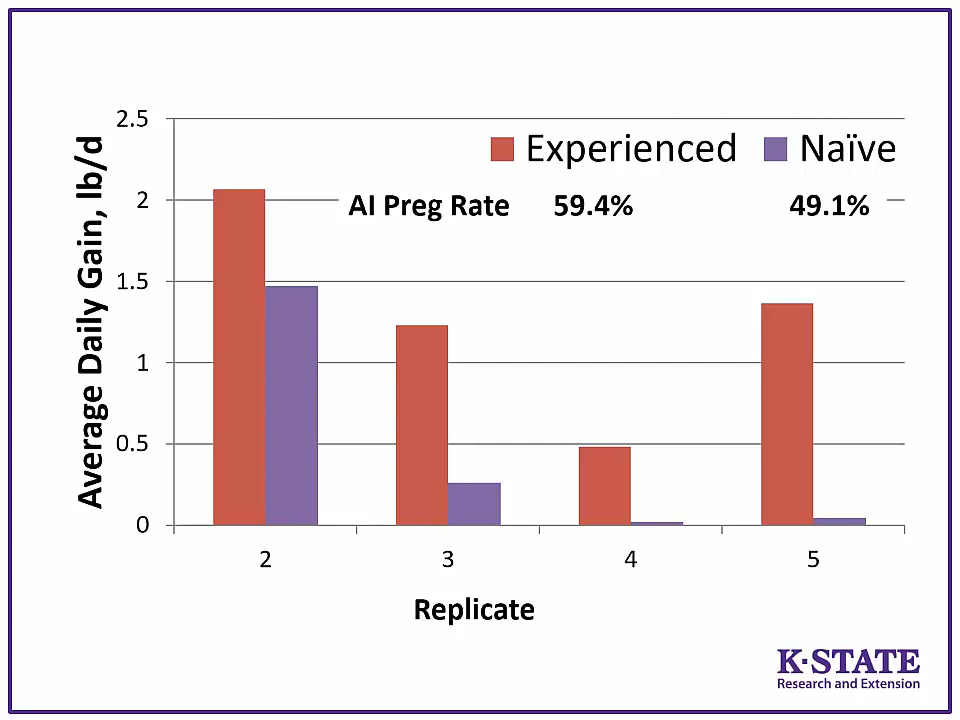 Average Daily Gain, lb/d
2.5
2
1.5
1
0.5
0
Experienced Naïve
AI Preg Rate 59.4% 49.1%
2 3 4 5
Replicate
K·STATE
Research and Extension